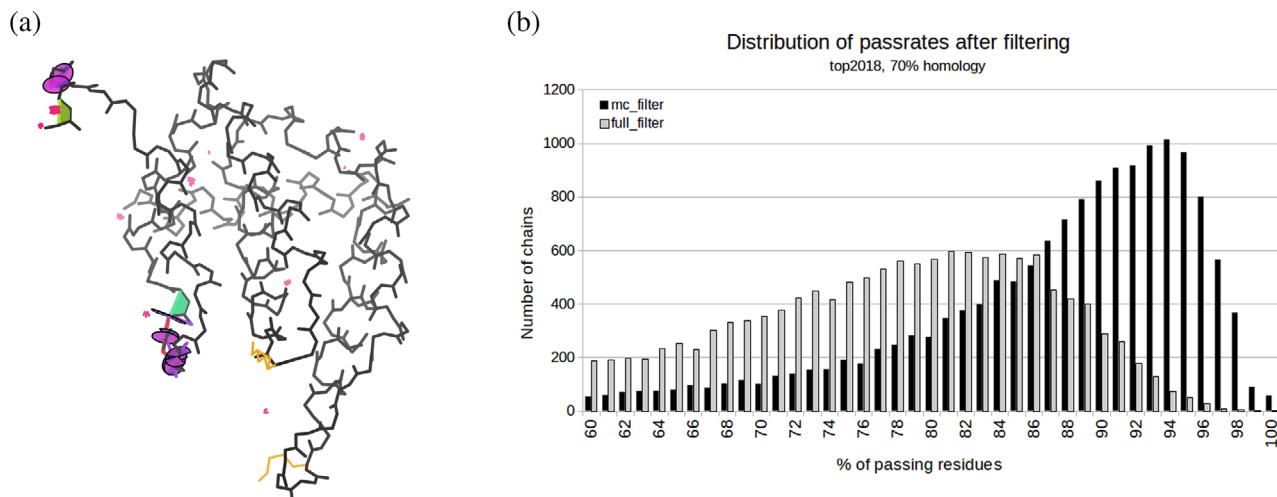 (a)
(b)
Distribution of passrates after filtering
top2018, 70% homology
mc_filter
full_filter
Number of chains
1200
1000
800
600
400
200
0
60 62 64 66 68 70 72 74 76 78 80 82 84 86 88 90 92 94 96 98 100
% of passing residues